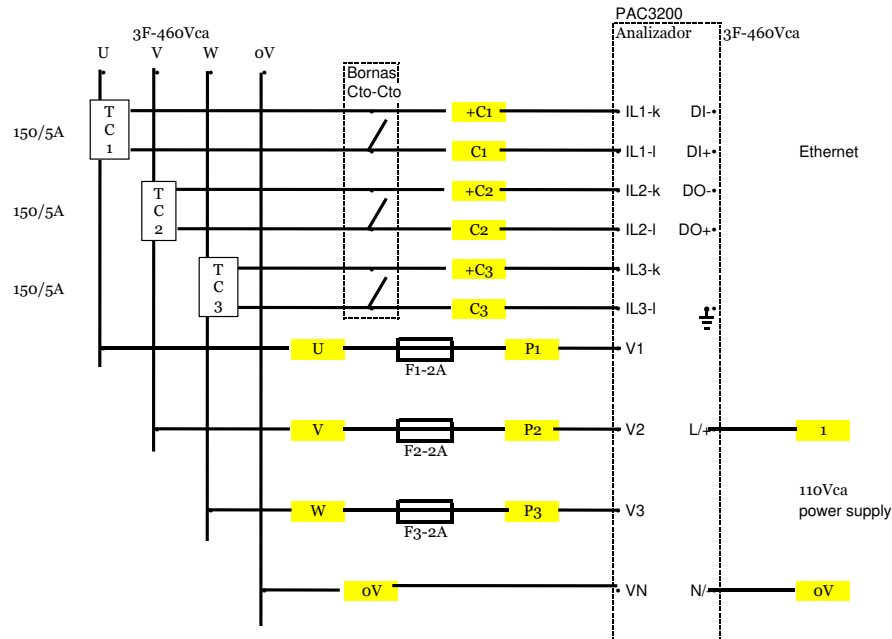 PAC3200
3F-460Vca
Analizador
3F-460Vca
U
V
W
0V
Bornas
Cto-Cto
T
C
1
150/5A
+C1
IL1-k
DI-
C1
IL1-l
DI+
Ethernet
T
C
2
150/5A
+C2
IL2-k
DO-
C2
IL2-l
DO+
T
C
3
150/5A
+C3
IL3-k
C3
IL3-l
U
F1-2A
P1
V1
V
F2-2A
P2
V2
L/+
1
W
F3-2A
P3
V3
110Vca
power supply
0V
VN
N/-
0V